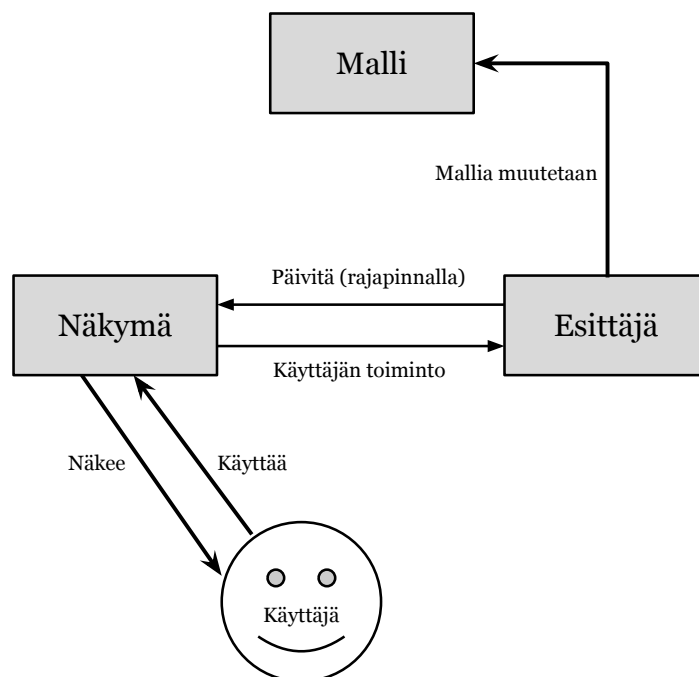 Malli
Mallia muutetaan
Päivitä (rajapinnalla)
Näkymä
Esittäjä
Käyttäjän toiminto
Näkee
Käyttää
Käyttäjä